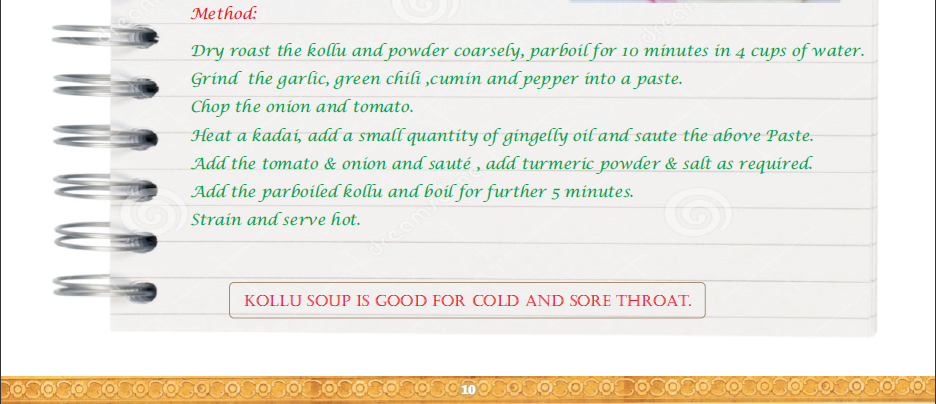 Method:
Dry roast the kollu and powder coarsely, parboil for 10 minutes in 4 cups of water.
Grind the garlic, green chili ,cumin and pepper into a paste.
Chop the onion and tomato.
Heat a kadai, add a small quantity of gingelly oil and saute the above Paste.
Add the tomato & onion and sauté , add turmeric powder & salt as required.
Add the parboiled kollu and boil for further 5 minutes.
Strain and serve hot.
KOLLU SOUP IS GOOD FOR COLD AND SORE THROAT.
10